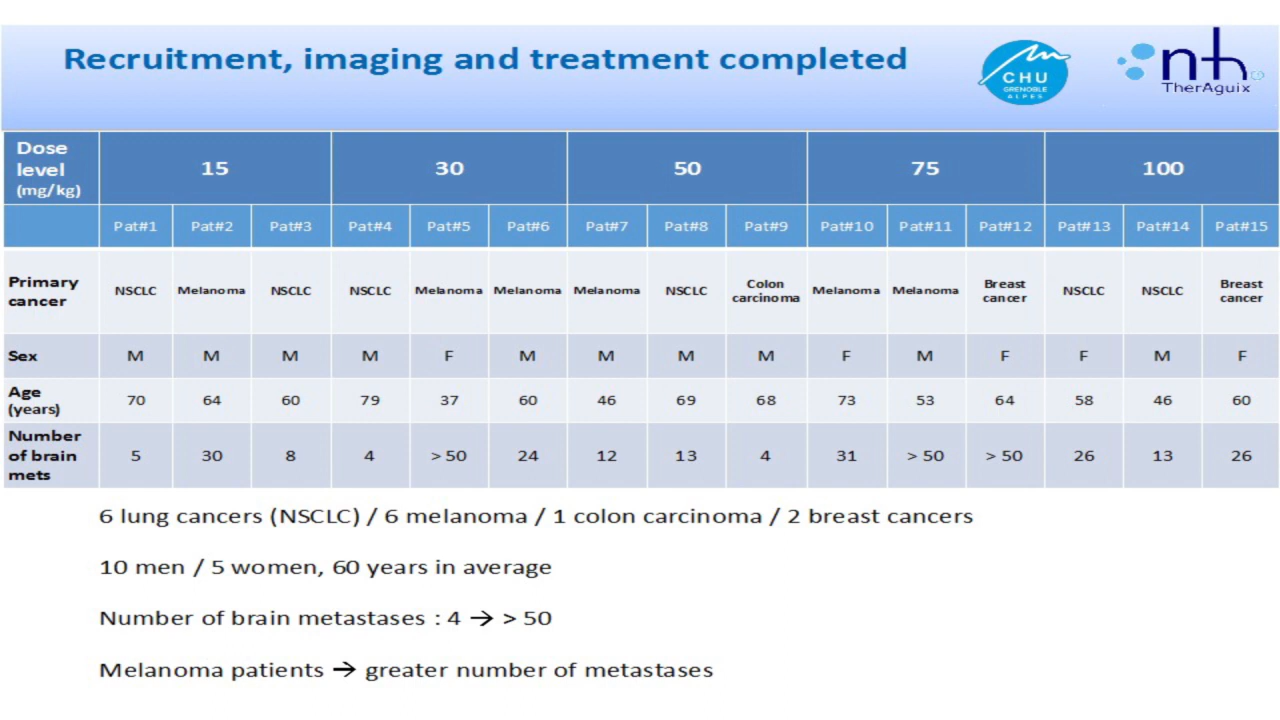 Recruitment, imaging and treatment completed
CHU
GRENOBLE
ALPES
nh
TherAguix
Dose level (mg/kg) 15 30 50 75 100
Pat#1 Pat#2 Pat#3 Pat#4 Pat#5 Pat#6 Pat#7 Pat#8 Pat#9 Pat#10 Pat#11 Pat#12 Pat#13 Pat#14 Pat#15
Primary cancer NSCLC Melanoma NSCLC NSCLC Melanoma Melanoma Melanoma NSCLC Colon carcinoma Melanoma Melanoma Breast cancer NSCLC NSCLC Breast cancer
Sex M M M M F M M M M F M F F M F
Age (years) 70 64 60 79 37 60 46 69 68 73 53 64 58 46 60
Number of brain mets 5 30 8 4 > 50 24 12 13 4 31 > 50 > 50 26 13 26
6 lung cancers (NSCLC) / 6 melanoma / 1 colon carcinoma / 2 breast cancers
10 men / 5 women, 60 years in average
Number of brain metastases : 4 → > 50
Melanoma patients → greater number of metastases